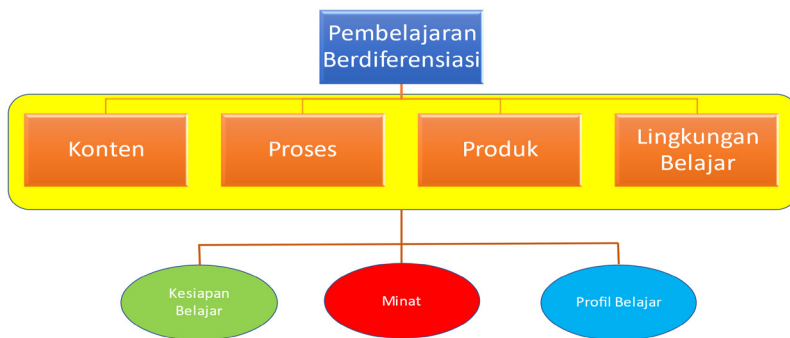 Pembelajaran
Berdiferensiasi
Konten
Proses
Produk
Lingkungan
Belajar
Kesiapan
Belajar
Minat
Profil Belajar